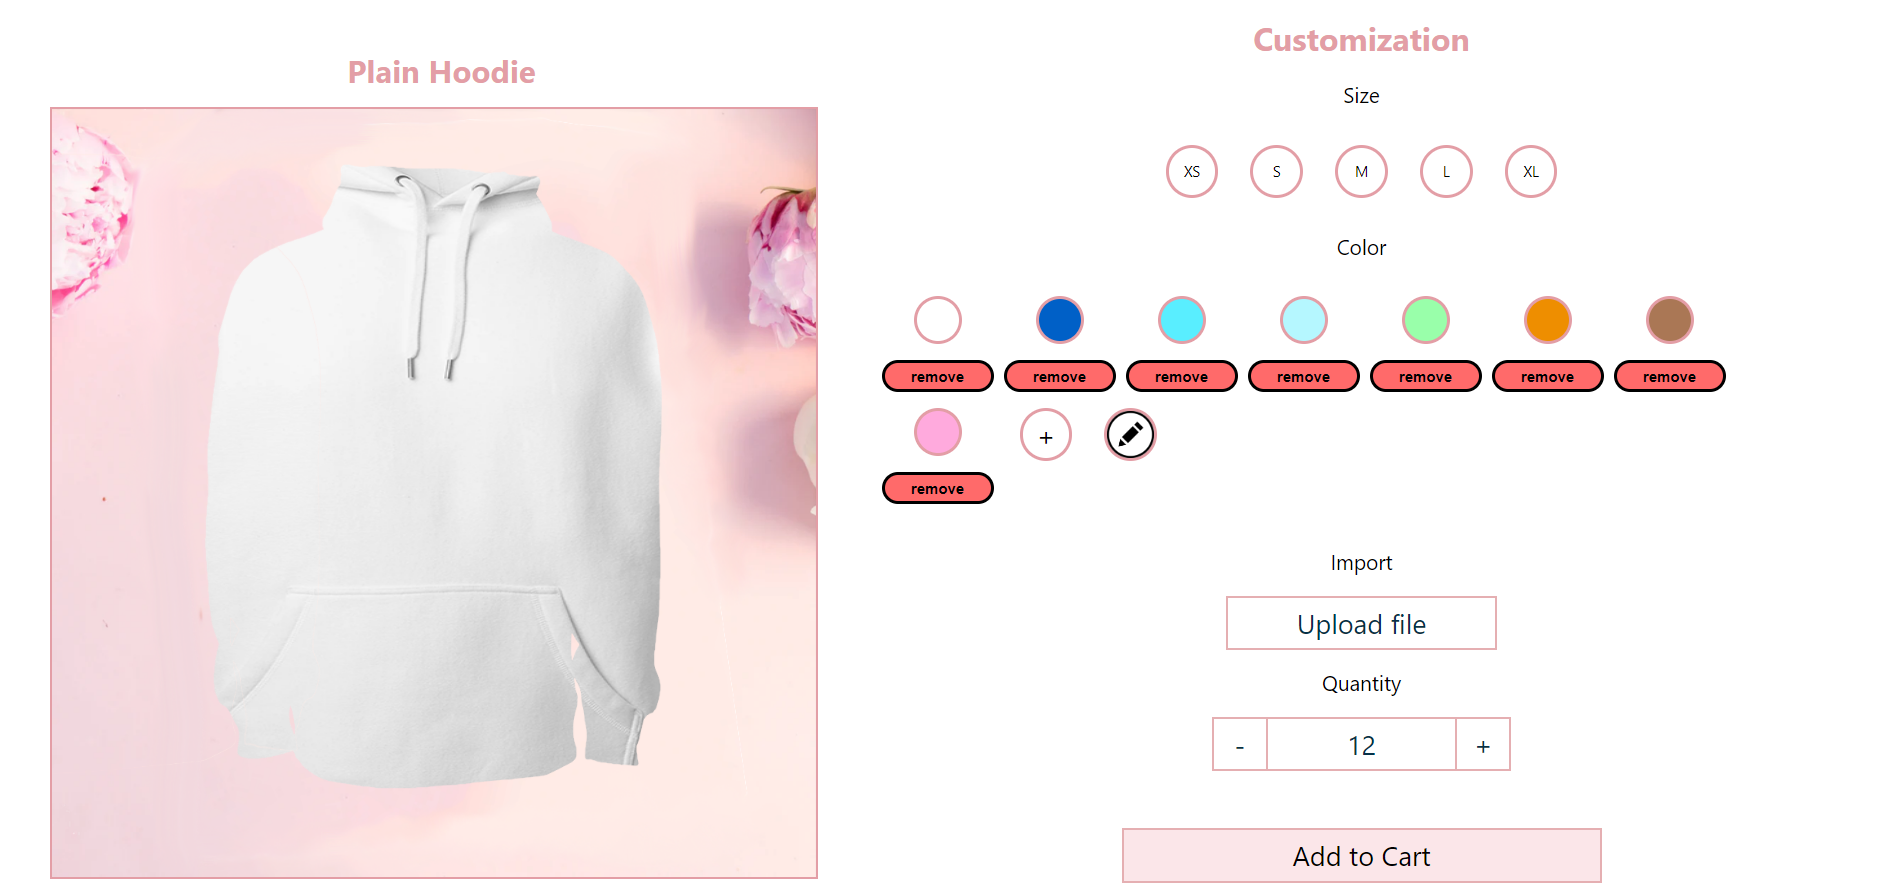 Plain Hoodie
Customization
Size
XS S M L XL
Color
remove remove remove remove remove remove remove
+
remove
Import
Upload file
Quantity
- 12 +
Add to Cart